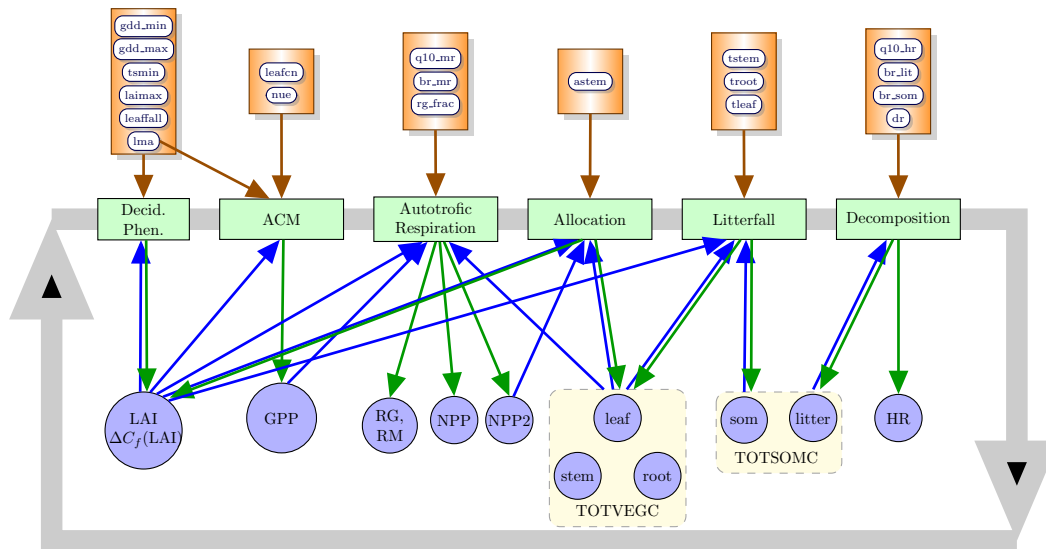 gdd_min
gdd_max
tsmin
laimax
leaffall
lma
leafcn
nue
q10_mr
br_mr
rg_frac
astem
tstem
troot
tleaf
q10_hr
br_lit
br_som
dr
Decid.
Phen.
ACM
Autotrofic
Respiration
Allocation
Litterfall
Decomposition
LAI
ΔC_f(LAI)
GPP
RG,
RM
NPP
NPP2
leaf
stem
root
TOTVEGC
som
litter
TOTSOMC
HR